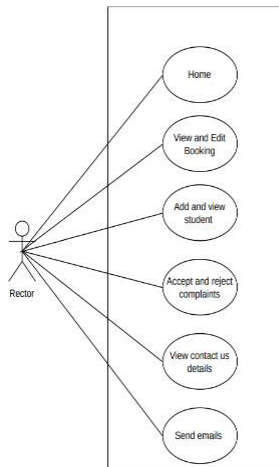 Home
View and Edit
Booking
Add and view
student
Accept and reject
complaints
Rector
View contact us
details
Send emails